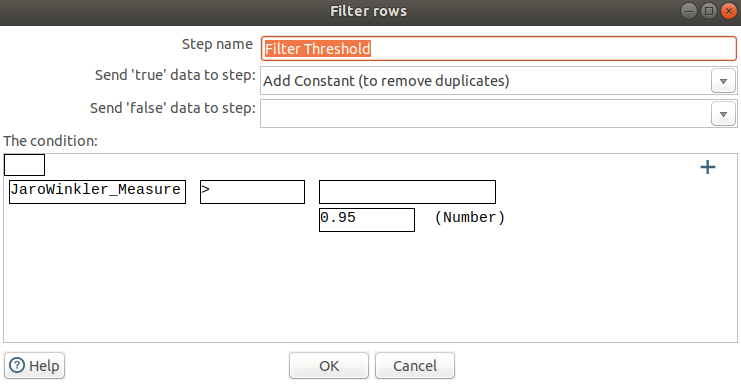 Filter rows
Step name Filter Threshold
Send 'true' data to step: Add Constant (to remove duplicates)
Send 'false' data to step:
The condition:
JaroWinkler_Measure >
0.95 (Number)
Help OK Cancel